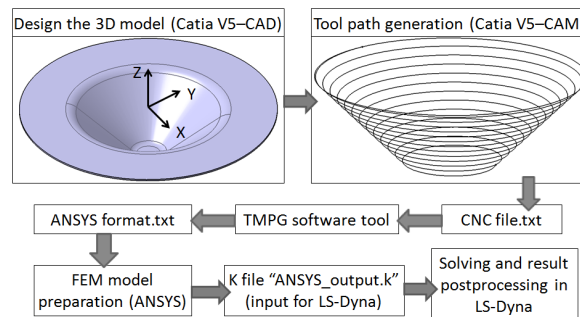 Design the 3D model (Catia V5–CAD)
Tool path generation (Catia V5–CAM
Z
Y
X
ANSYS format.txt
TMPG software tool
CNC file.txt
FEM model
preparation (ANSYS)
K file “ANSYS_output.k”
(input for LS-Dyna)
Solving and result
postprocessing in
LS-Dyna